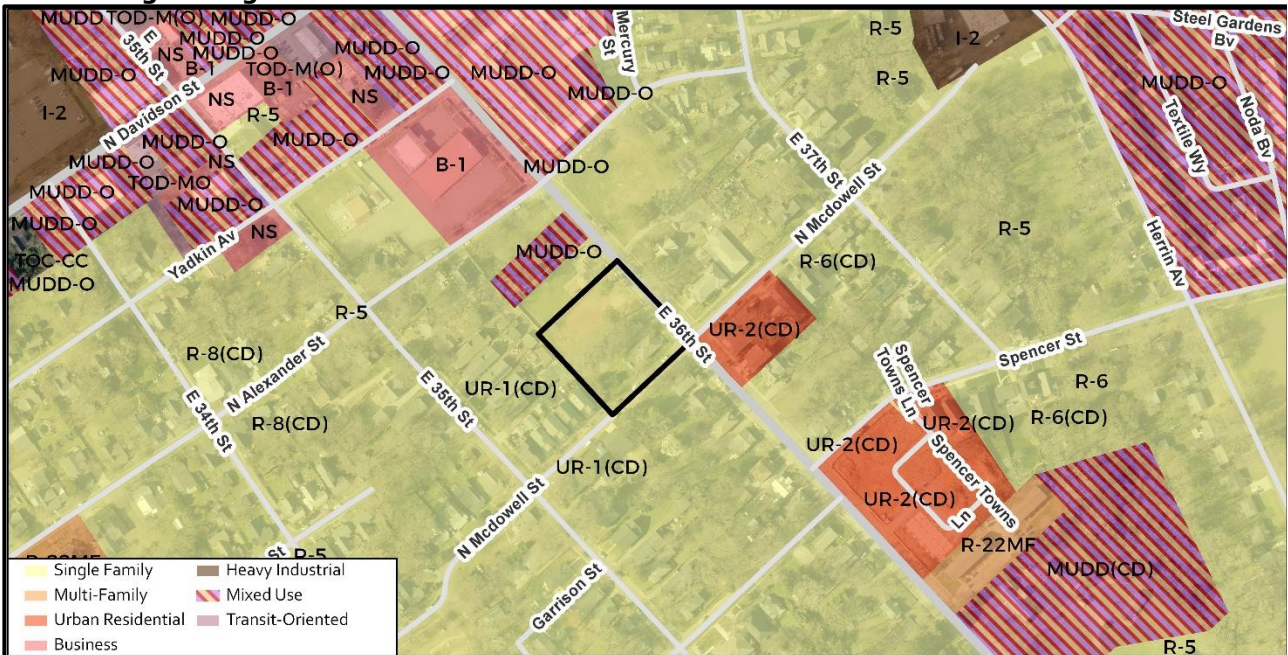 MUDD
TOD-M(O)
MUDD-O
E 35th St
NS
MUDD-O
B-1
MUDD-O
TOD-M(O)
MUDD-O
MUDD-O
MUDD-O
I-2
N Davidson St
NS
B-1
NS
R-5
MUDD-O
MUDD-O
MUDD-O
MUDD-O
NS
TOD-MO
MUDD-O
MUDD-O
MUDD-O
TOC-CC
MUDD-O
NS
Yadkin Av
B-1
MUDD-O
Mercury St
MUDD-O
R-5
R-5
I-2
Steel Gardens Bv
MUDD-O
Textile Wy
Noda Bv
E 37th St
N Mcdowell St
R-5
Herrin Av
MUDD-O
R-6(CD)
E 36th St
UR-2(CD)
R-5
R-8(CD)
N Alexander St
E 34th St
R-8(CD)
E 35th St
UR-1(CD)
UR-1(CD)
N Mcdowell St
Garrison St
Spencer St
Spencer Towns Ln
R-6
R-6(CD)
UR-2(CD)
UR-2(CD)
UR-2(CD)
Spencer Towns Ln
R-22MF
MUDD(CD)
R-5
St
R-5
Single Family
Multi-Family
Urban Residential
Business
Heavy Industrial
Mixed Use
Transit-Oriented